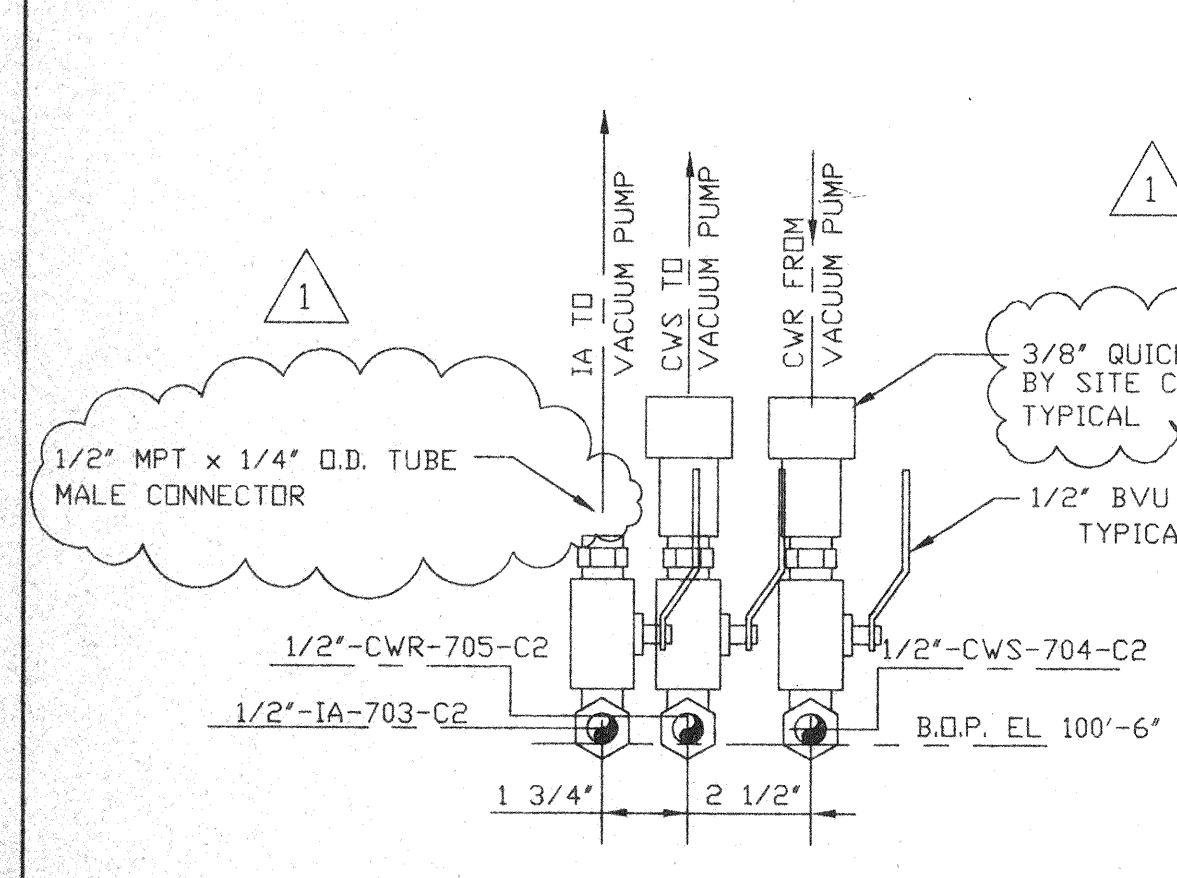 1
1
IA TO
VACUUM PUMP
CWS TO
VACUUM PUMP
CWR FROM
VACUUM PUMP
3/8" QUICK
BY SITE C
TYPICAL
1/2" MPT x 1/4" O.D. TUBE
MALE CONNECTOR
1/2" BVU
TYPICA
1/2"-CWR-705-C2
1/2"-CWS-704-C2
1/2"-IA-703-C2
B.O.P. EL 100'-6"
1 3/4"
2 1/2"